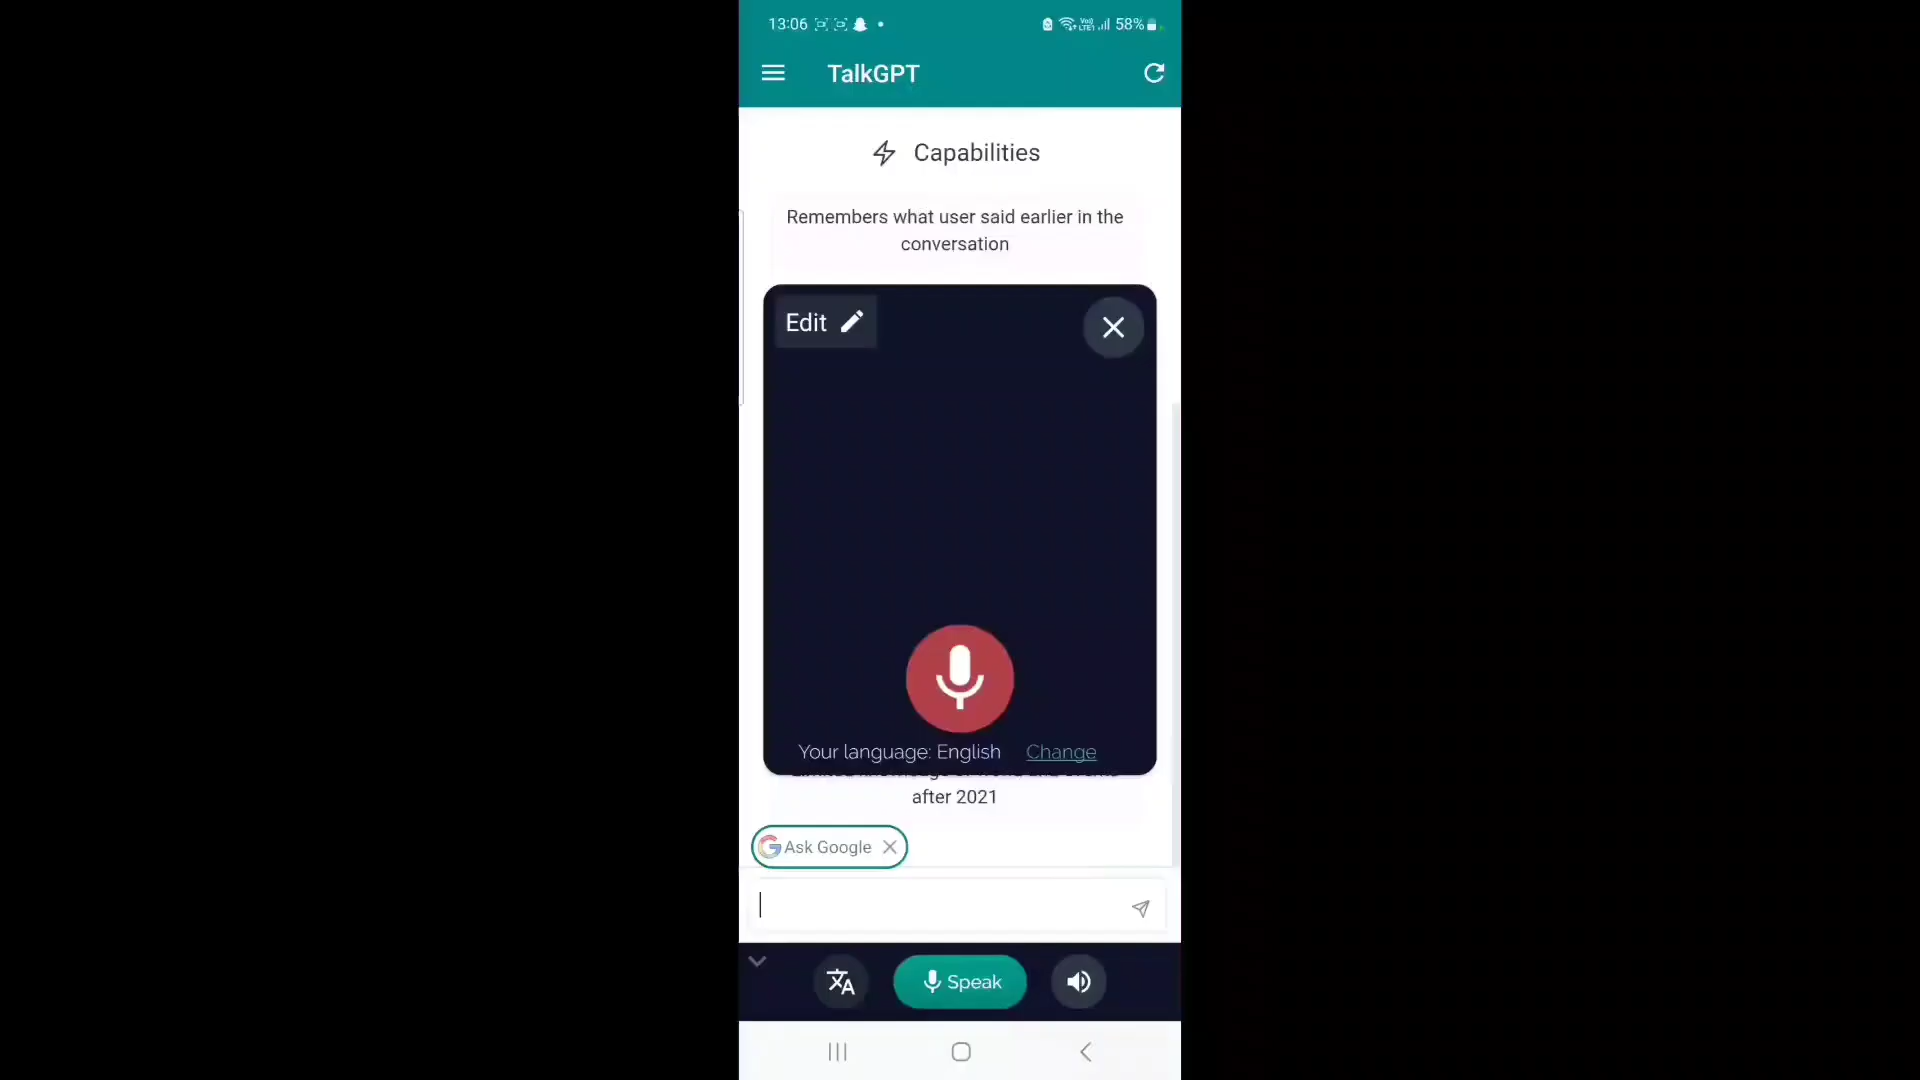 13:06
58%
TalkGPT
Capabilities
Remembers what user said earlier in the
conversation
Edit
Your language: English Change
after 2021
Ask Google
Speak